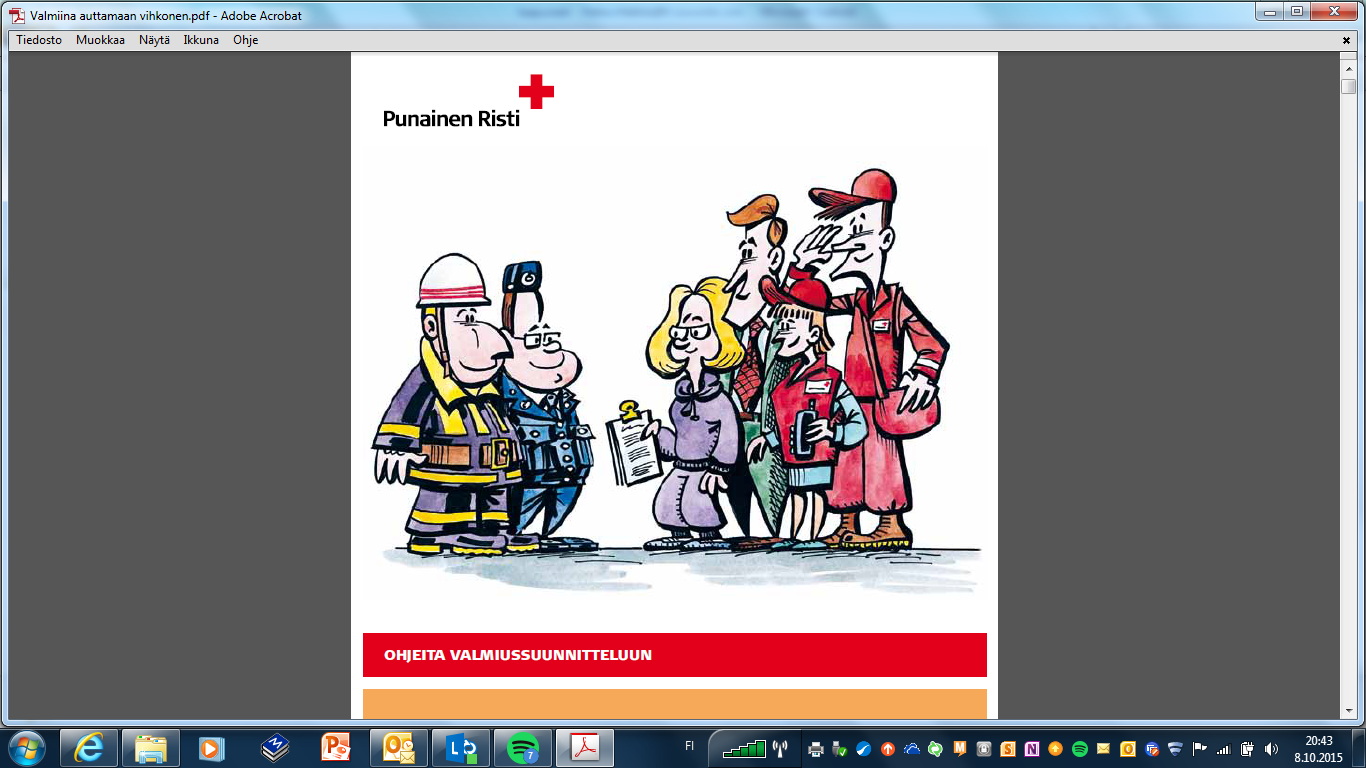 Valmiina auttamaan vihkonen.pdf - Adobe Acrobat
Tiedosto Muokkaa Näytä Ikkuna Ohje
Punainen Risti
OHJEITA VALMIUSSUUNNITTELUUN
FI
7
20:43
8.10.2015